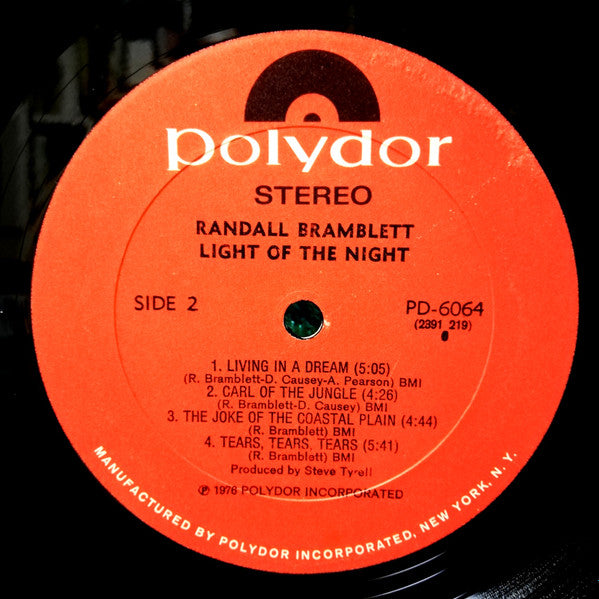 polydor
STEREO
RANDALL BRAMBLETT
LIGHT OF THE NIGHT
SIDE 2
PD-6064
(2391 219)
1. LIVING IN A DREAM (5:05)
(R. Bramblett-D. Causey-A. Pearson) BMI
2. CARL OF THE JUNGLE (4:26)
(R. Bramblett-D. Causey) BMI
3. THE JOKE OF THE COASTAL PLAIN (4:44)
(R. Bramblett) BMI
4. TEARS, TEARS, TEARS (5:41)
(R. Bramblett) BMI
Produced by Steve Tyrell
℗ 1976 POLYDOR INCORPORATED
MANUFACTURED BY POLYDOR INCORPORATED, NEW YORK, N. Y.